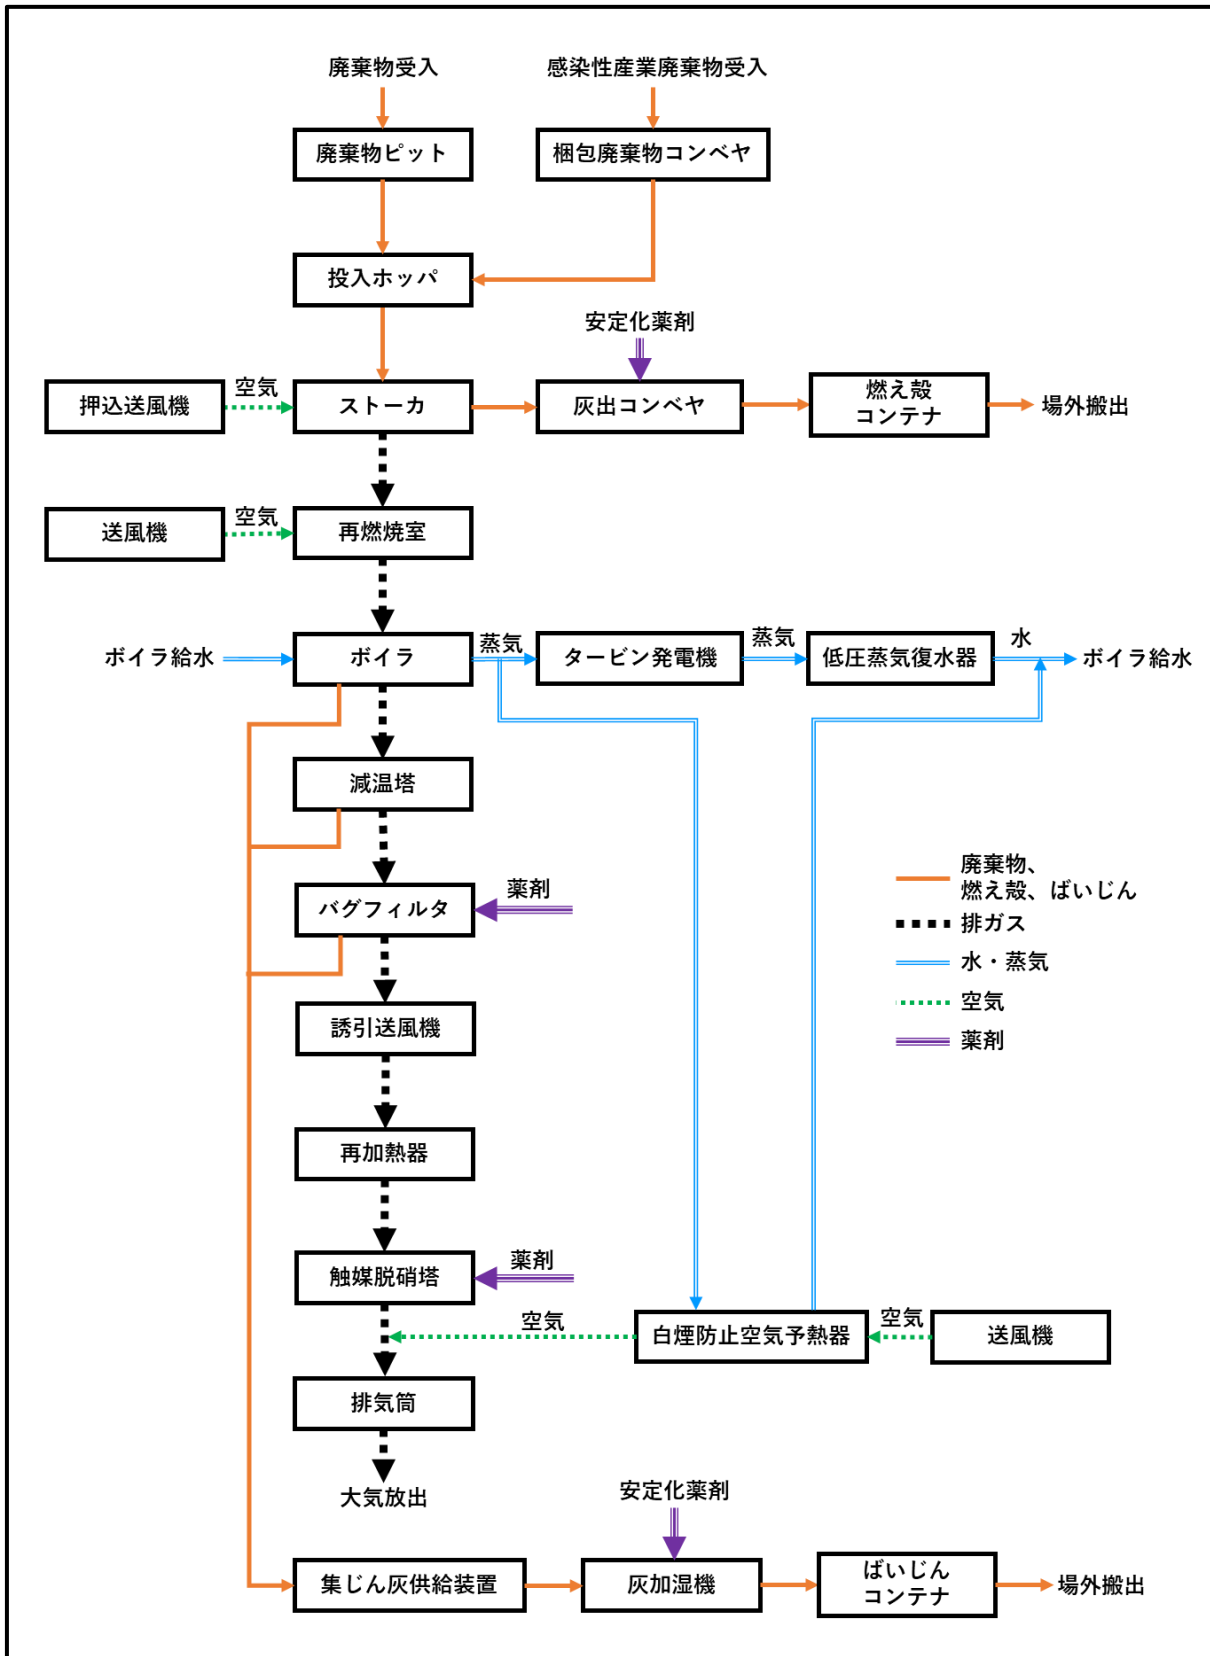 廃棄物受入
感染性産業廃棄物受入
廃棄物ピット
梱包廃棄物コンベヤ
投入ホッパ
安定化薬剤
押込送風機
空気
ストーカ
灰出コンベヤ
燃え殻
コンテナ
場外搬出
送風機
空気
再燃焼室
ボイラ給水
ボイラ
蒸気
タービン発電機
蒸気
低圧蒸気復水器
水
ボイラ給水
減温塔
バグフィルタ
薬剤
廃棄物、
燃え殻、ばいじん
排ガス
水・蒸気
空気
薬剤
誘引送風機
再加熱器
触媒脱硝塔
薬剤
空気
白煙防止空気予熱器
空気
送風機
排気筒
大気放出
安定化薬剤
集じん灰供給装置
灰加湿機
ばいじん
コンテナ
場外搬出